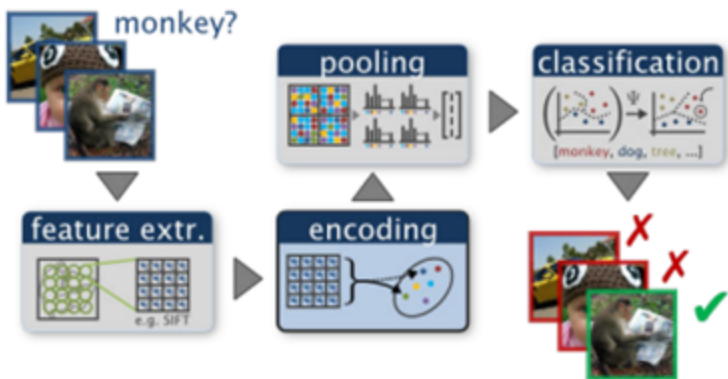 monkey?
feature extr.
e.g. SIFT
encoding
pooling
classification
Ψ
[monkey, dog, tree, ...]